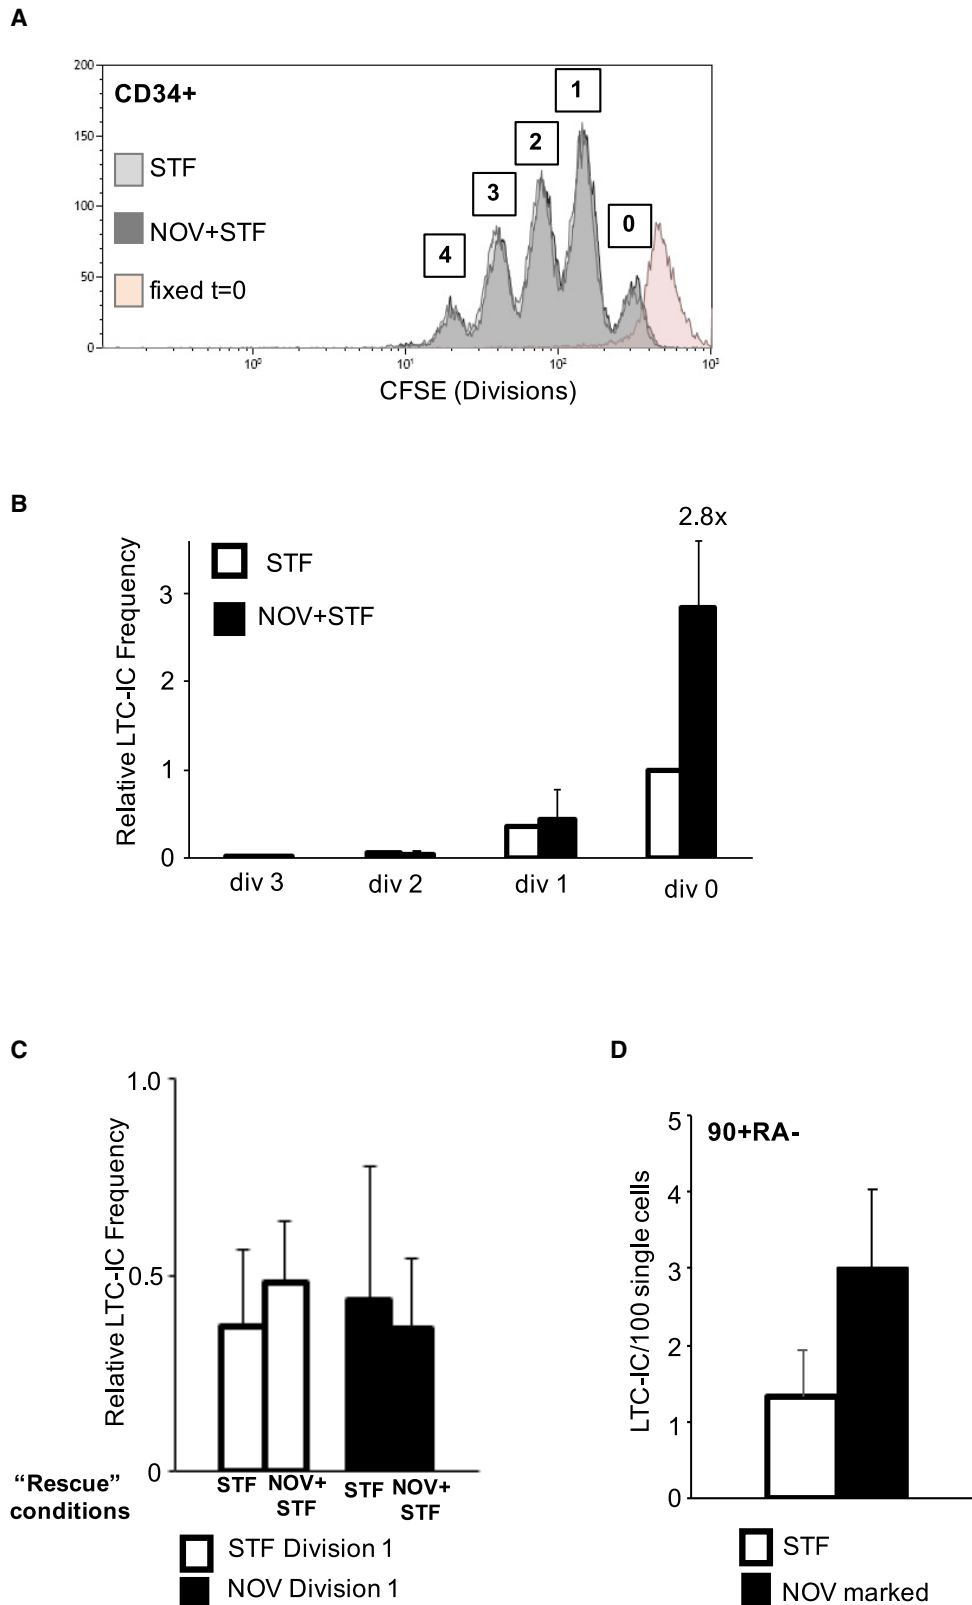 A
200
150
100
50
0
CD34+
STF
NOV+STF
fixed t=0
4
3
2
1
0
10⁰
10¹
10²
10³
CFSE (Divisions)
B
Relative LTC-IC Frequency
3
2
1
0
STF
NOV+STF
2.8x
div 3
div 2
div 1
div 0
C
Relative LTC-IC Frequency
1.0
0.5
0
"Rescue"
conditions
STF
NOV+
STF
STF
NOV+
STF
STF Division 1
NOV Division 1
D
LTC-IC/100 single cells
5
4
3
2
1
0
90+RA-
STF
NOV marked